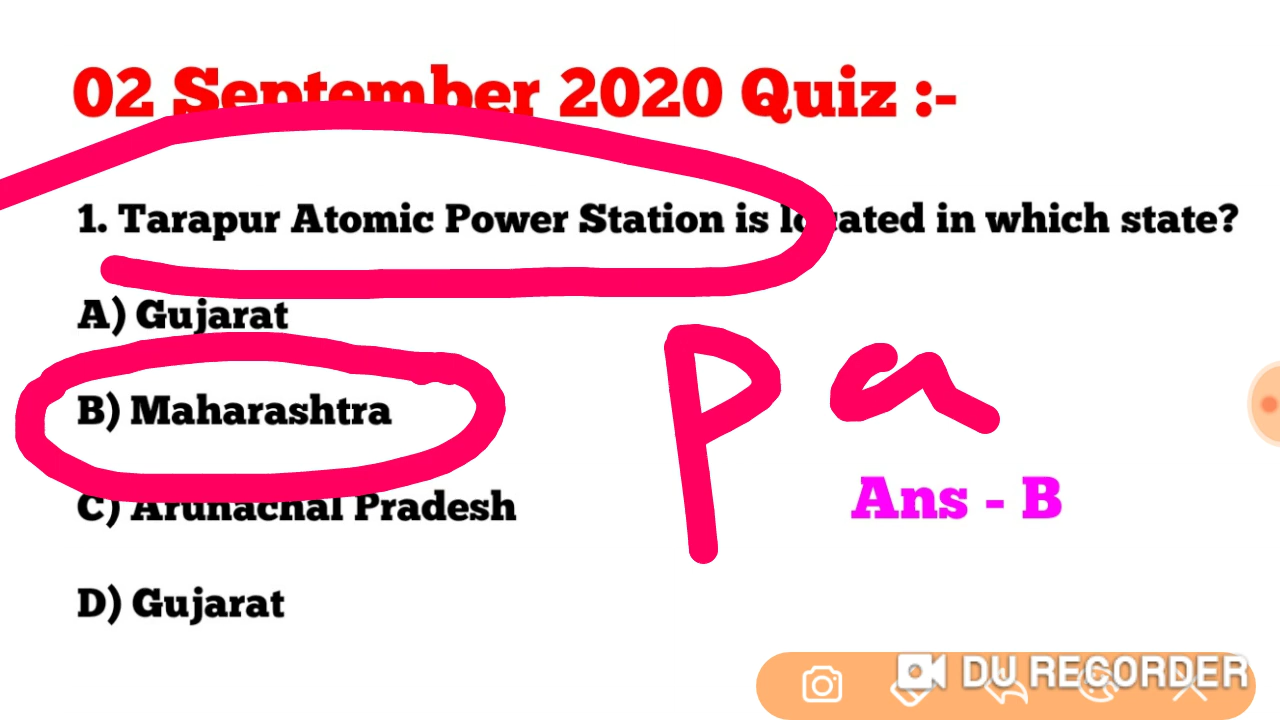 02 September 2020 Quiz :-
1. Tarapur Atomic Power Station is located in which state?
A) Gujarat
B) Maharashtra
pa
C) Arunachal Pradesh
Ans - B
D) Gujarat
DU RECORDER